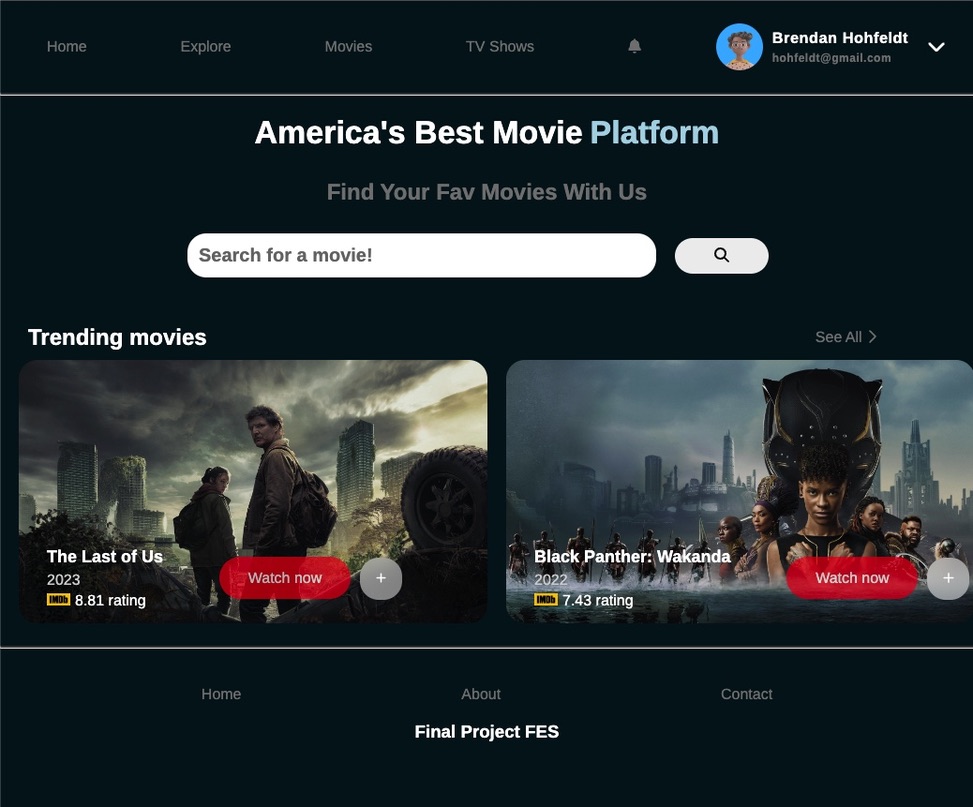 Home Explore Movies TV Shows
Brendan Hohfeldt
hohfeldt@gmail.com
America's Best Movie Platform
Find Your Fav Movies With Us
Search for a movie!
Trending movies
See All
The Last of Us
2023
IMDb 8.81 rating
Watch now
+
Black Panther: Wakanda
2022
IMDb 7.43 rating
Watch now
+
Home About Contact
Final Project FES